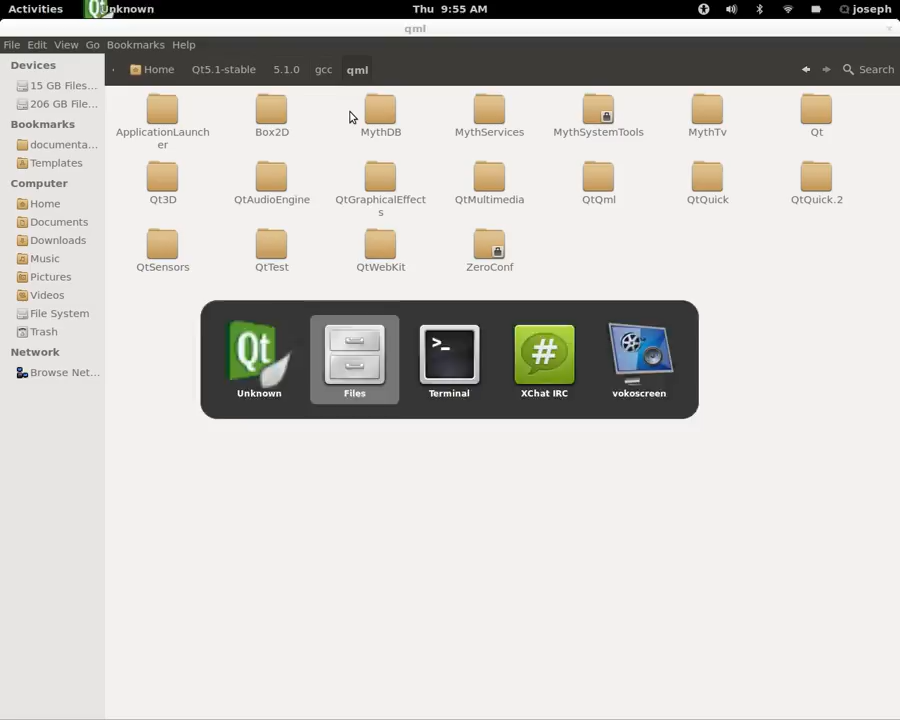 Activities Unknown Thu 9:55 AM joseph
qml
File Edit View Go Bookmarks Help
Home Qt5.1-stable 5.1.0 gcc qml Search
Devices
15 GB Files...
206 GB File...
Bookmarks
documenta...
Templates
Computer
Home
Documents
Downloads
Music
Pictures
Videos
File System
Trash
Network
Browse Net...
ApplicationLaunch
er
Box2D
MythDB
MythServices
MythSystemTools
MythTv
Qt
Qt3D
QtAudioEngine
QtGraphicalEffect
s
QtMultimedia
QtQml
QtQuick
QtQuick.2
QtSensors
QtTest
QtWebKit
ZeroConf
Qt
Unknown
Files
>_
Terminal
#
XChat IRC
vokoscreen